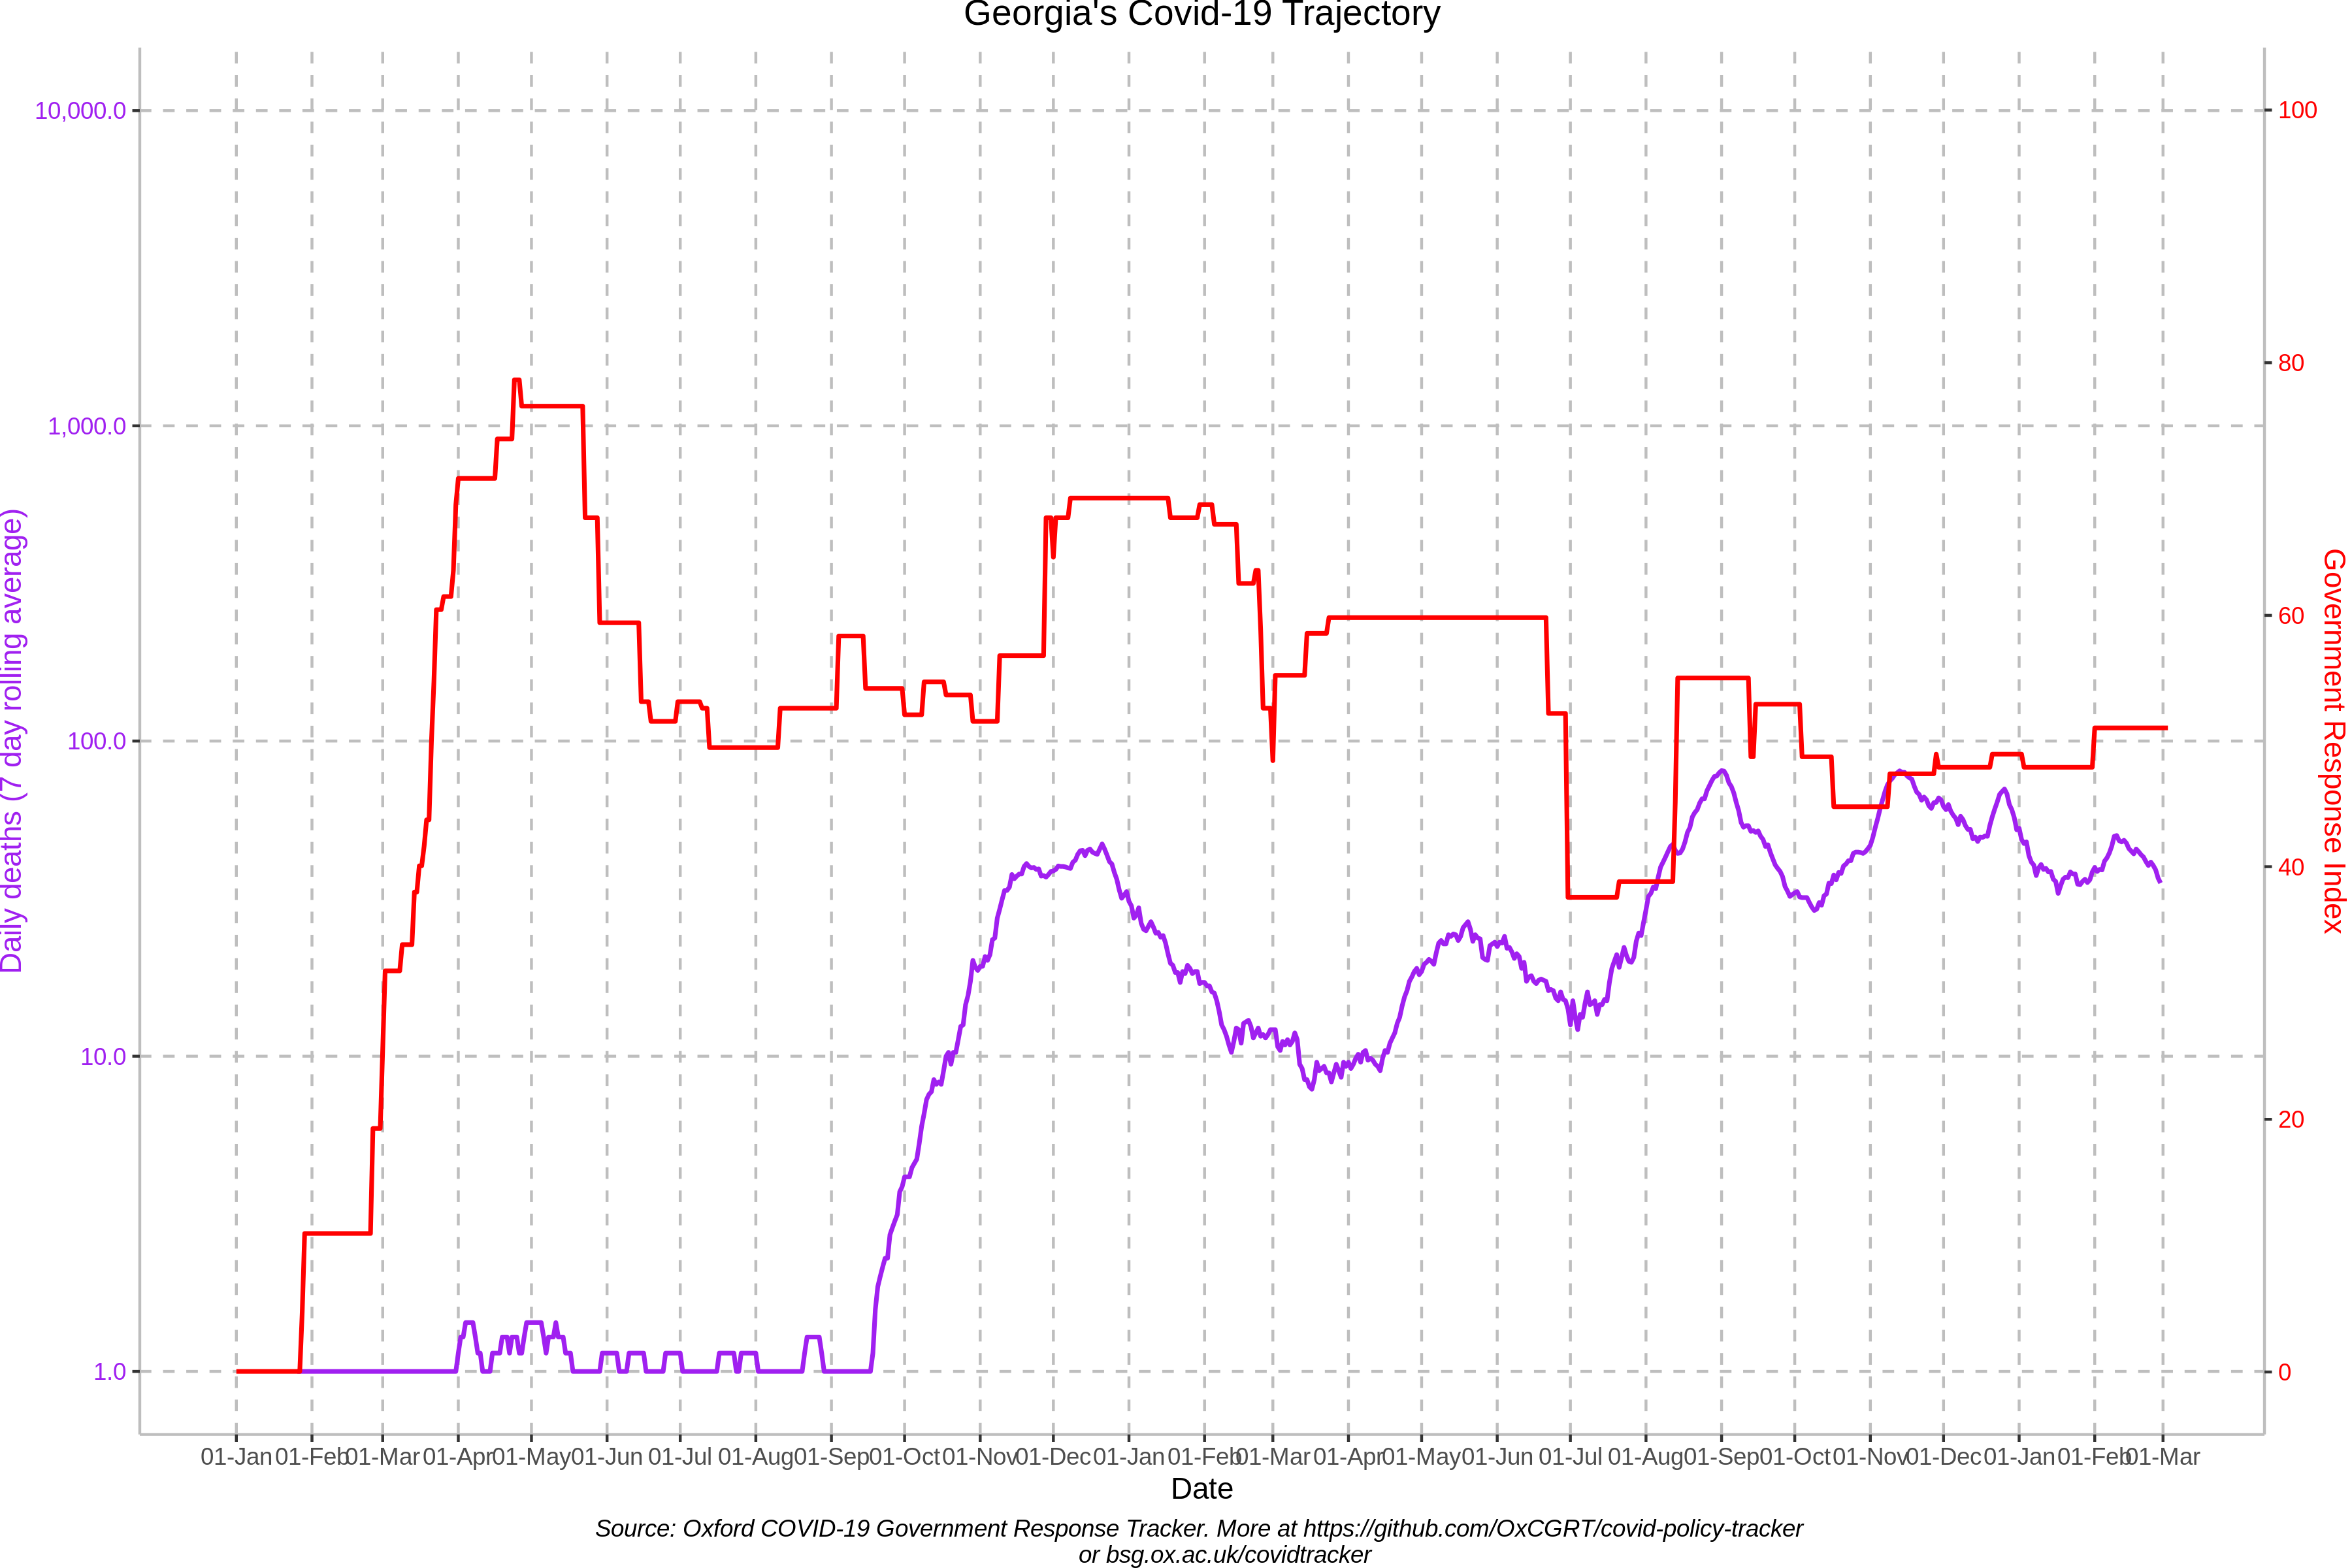 Georgia's Covid-19 Trajectory
10,000.0
1,000.0
100.0
10.0
1.0
Daily deaths (7 day rolling average)
100
80
60
40
20
0
Government Response Index
01-Jan 01-Feb 01-Mar 01-Apr 01-May 01-Jun 01-Jul 01-Aug 01-Sep 01-Oct 01-Nov 01-Dec 01-Jan 01-Feb 01-Mar 01-Apr 01-May 01-Jun 01-Jul 01-Aug 01-Sep 01-Oct 01-Nov 01-Dec 01-Jan 01-Feb 01-Mar
Date
Source: Oxford COVID-19 Government Response Tracker. More at https://github.com/OxCGRT/covid-policy-tracker
or bsg.ox.ac.uk/covidtracker